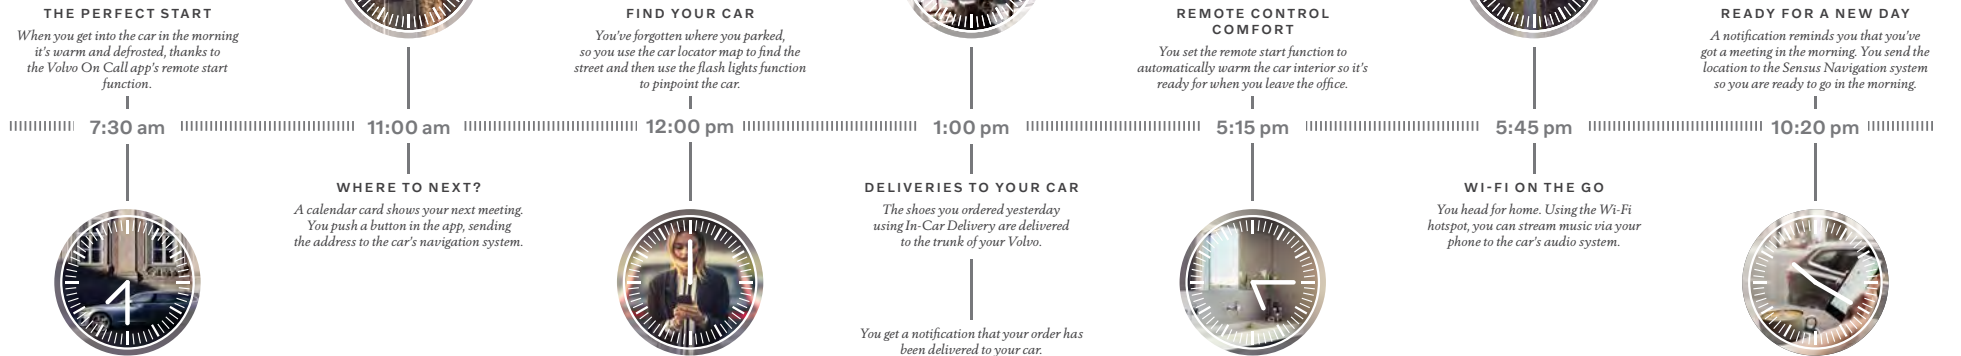 THE PERFECT START
When you get into the car in the morning
it's warm and defrosted, thanks to
the Volvo On Call app's remote start
function.
7:30 am
11:00 am
WHERE TO NEXT?
A calendar card shows your next meeting.
You push a button in the app, sending
the address to the car's navigation system.
FIND YOUR CAR
You've forgotten where you parked,
so you use the car locator map to find the
street and then use the flash lights function
to pinpoint the car.
12:00 pm
1:00 pm
DELIVERIES TO YOUR CAR
The shoes you ordered yesterday
using In-Car Delivery are delivered
to the trunk of your Volvo.
You get a notification that your order has
been delivered to your car.
REMOTE CONTROL
COMFORT
You set the remote start function to
automatically warm the car interior so it's
ready for when you leave the office.
5:15 pm
5:45 pm
WI-FI ON THE GO
You head for home. Using the Wi-Fi
hotspot, you can stream music via your
phone to the car's audio system.
READY FOR A NEW DAY
A notification reminds you that you've
got a meeting in the morning. You send the
location to the Sensus Navigation system
so you are ready to go in the morning.
10:20 pm